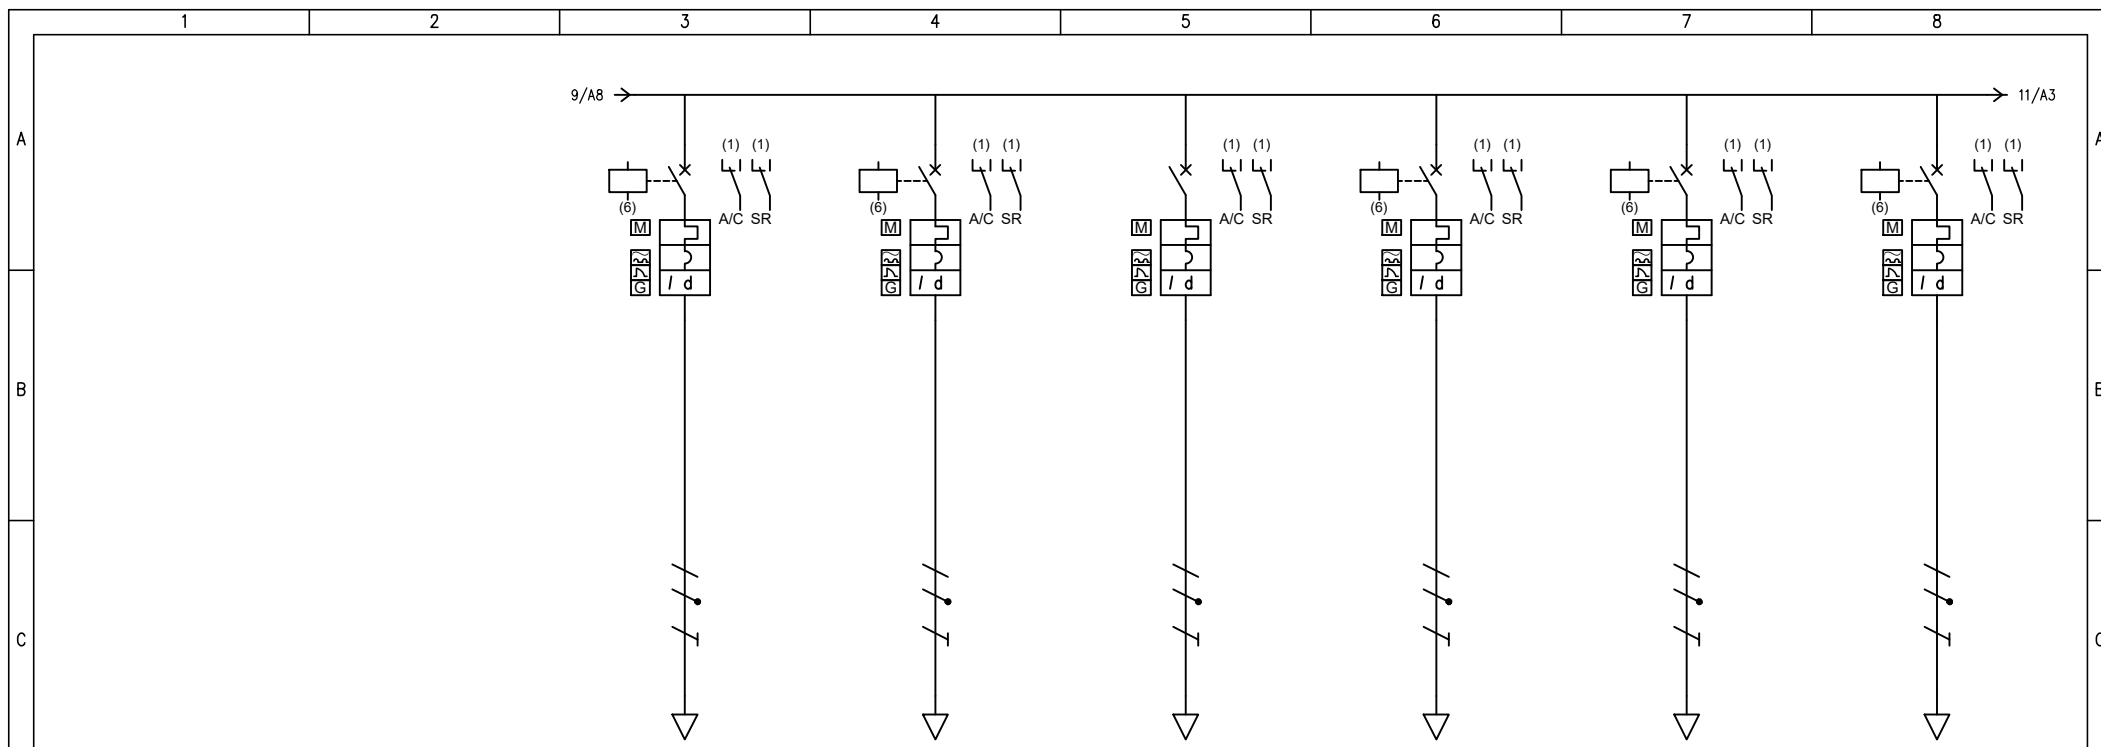 1 2 3 4 5 6 7 8
9/A8 11/A3
A A
(1) (1) (1) (1) (1) (1) (1) (1) (1) (1) (1) (1)
(6) (6) (6) (6) (6)
A/C SR A/C SR A/C SR A/C SR A/C SR A/C SR
M M M M M M
G I d G I d G I d G I d G I d G I d
B B
C C